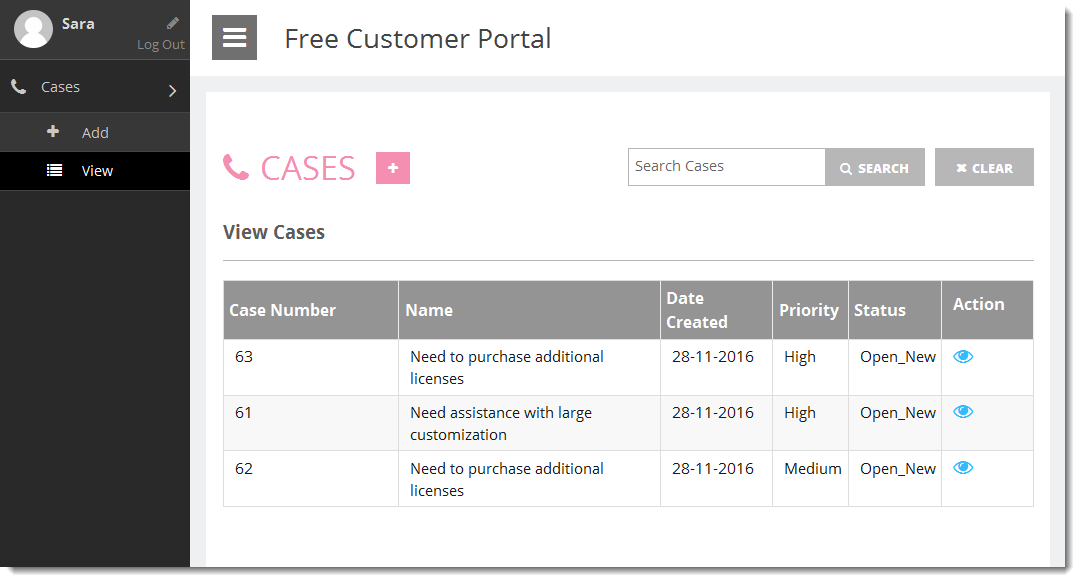 Sara
Log Out
Free Customer Portal
Cases
Add
View
CASES
Search Cases
SEARCH
CLEAR
View Cases
Case Number Name Date Created Priority Status Action
63 Need to purchase additional licenses 28-11-2016 High Open_New
61 Need assistance with large customization 28-11-2016 High Open_New
62 Need to purchase additional licenses 28-11-2016 Medium Open_New